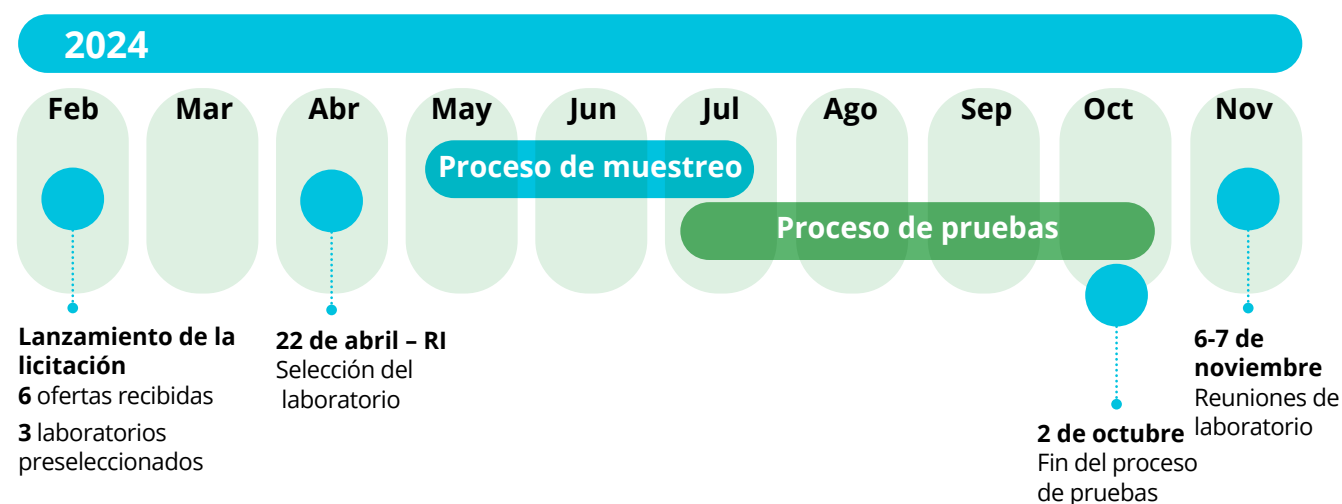 2024
Feb
Mar
Abr
May
Jun
Jul
Ago
Sep
Oct
Nov
Proceso de muestreo
Proceso de pruebas
Lanzamiento de la
licitación
6 ofertas recibidas
3 laboratorios
preseleccionados
22 de abril – RI
Selección del
laboratorio
2 de octubre
Fin del proceso
de pruebas
6-7 de
noviembre
Reuniones de
laboratorio